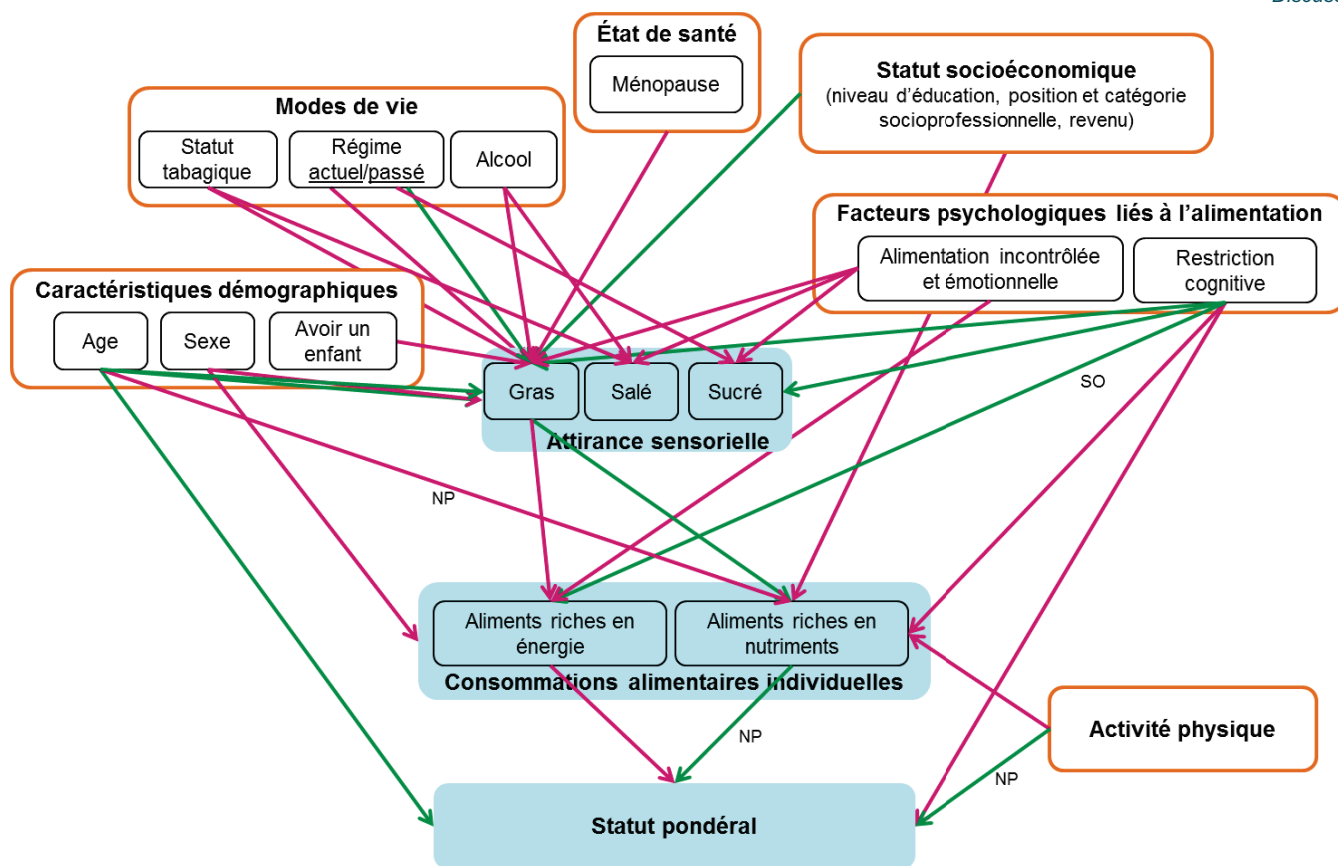 État de santé
Ménopause
Statut socioéconomique
(niveau d'éducation, position et catégorie
socioprofessionnelle, revenu)
Modes de vie
Statut
tabagique
Régime
actuel/passé
Alcool
Facteurs psychologiques liés à l'alimentation
Alimentation incontrôlée
et émotionnelle
Restriction
cognitive
Caractéristiques démographiques
Age
Sexe
Avoir un
enfant
Gras
Salé
Sucré
Attirance sensorielle
SO
NP
Aliments riches en
énergie
Aliments riches en
nutriments
Consommations alimentaires individuelles
Activité physique
NP
NP
Statut pondéral